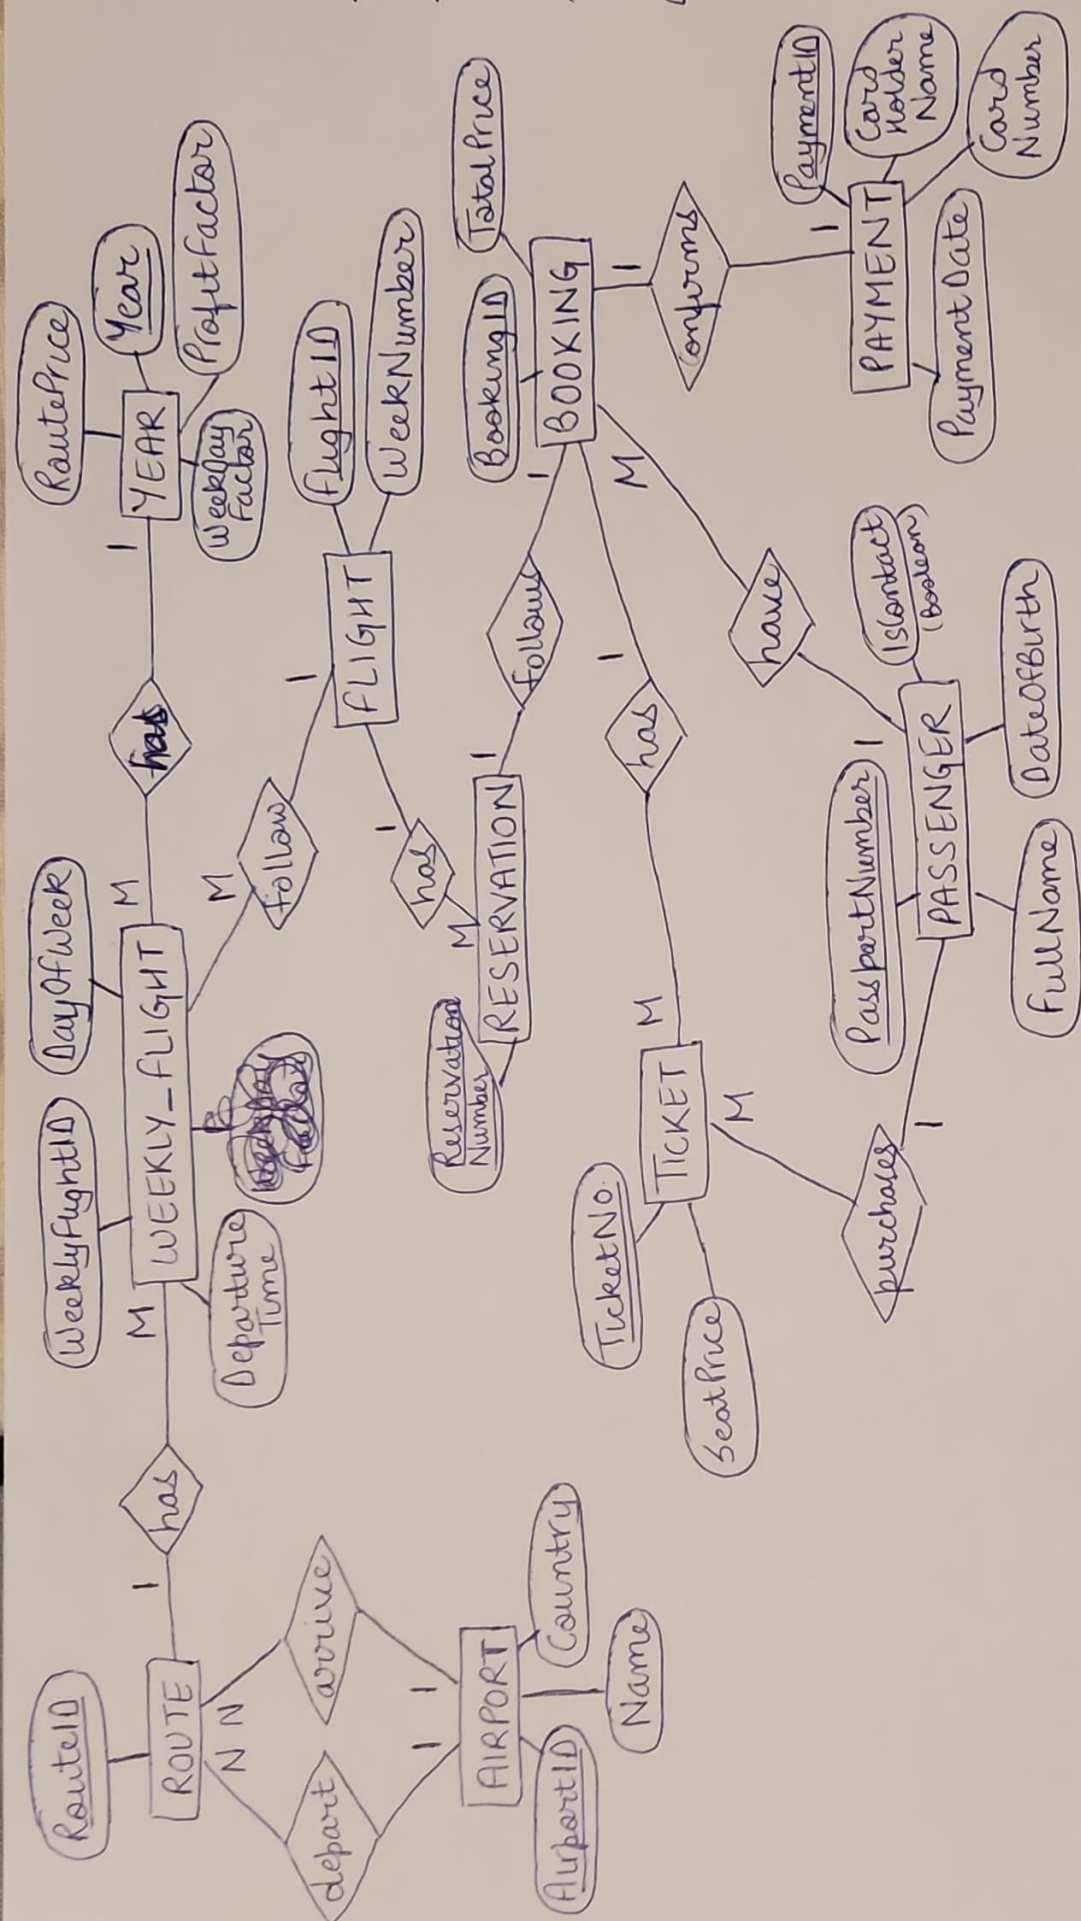 RouteID
ROUTE
1
has
M
WEEKLY_FLIGHT
WeeklyFlightID
DayOfWeek
Departure
Time
M
has
1
YEAR
RoutePrice
Year
ProfitFactor
WeekDay
Factor
N
N
depart
arrive
1
1
AIRPORT
AirportID
Name
Country
M
follow
1
FLIGHT
FlightID
WeekNumber
1
has
M
RESERVATION
Reservation
Number
1
follows
1
BOOKING
BookingID
TotalPrice
1
confirms
1
PAYMENT
PaymentID
Card
Holder
Name
Card
Number
PaymentDate
1
has
M
TICKET
TicketNo.
SeatPrice
M
have
1
PASSENGER
PassportNumber
IsContact
(Boolean)
DateOfBirth
FullName
M
purchases
1